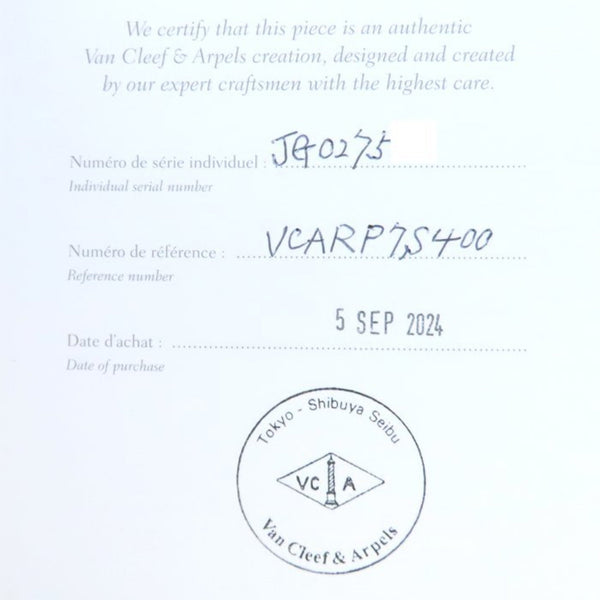 We certify that this piece is an authentic
Van Cleef & Arpels creation, designed and created
by our expert craftsmen with the highest care.
Numéro de série individuel : JG0275
Individual serial number
Numéro de référence : VCARP7S400
Reference number
5 SEP 2024
Date d'achat :
Date of purchase
Tokyo - Shibuya Seibu
VC A
Van Cleef & Arpels